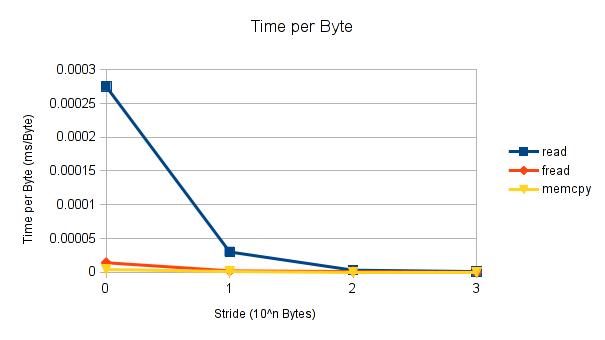 Time per Byte
0.0003
0.00025
0.0002
0.00015
0.0001
0.00005
0
Time per Byte (ms/Byte)
0 1 2 3
Stride (10^n Bytes)
read
fread
memcpy